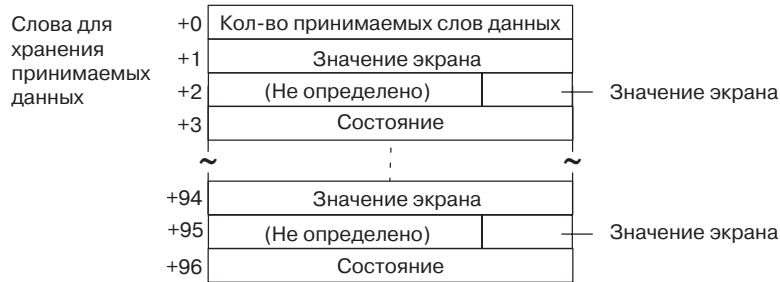 Слова для
хранения
принимаемых
данных
+0 Кол-во принимаемых слов данных
+1 Значение экрана
+2 (Не определено) Значение экрана
+3 Состояние
~ ~
+94 Значение экрана
+95 (Не определено) Значение экрана
+96 Состояние